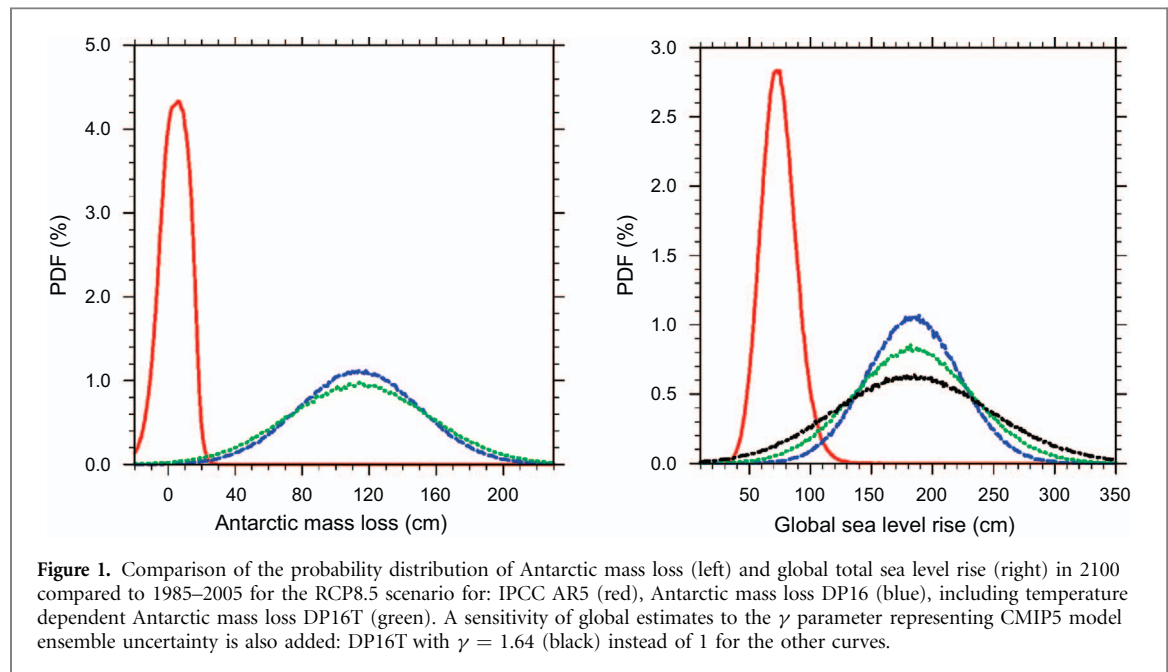 5.0
4.0
3.0
2.0
1.0
0.0
PDF (%)
0 40 80 120 160 200
Antarctic mass loss (cm)
3.0
2.5
2.0
1.5
1.0
0.5
0.0
PDF (%)
50 100 150 200 250 300 350
Global sea level rise (cm)
Figure 1. Comparison of the probability distribution of Antarctic mass loss (left) and global total sea level rise (right) in 2100
compared to 1985–2005 for the RCP8.5 scenario for: IPCC AR5 (red), Antarctic mass loss DP16 (blue), including temperature
dependent Antarctic mass loss DP16T (green). A sensitivity of global estimates to the γ parameter representing CMIP5 model
ensemble uncertainty is also added: DP16T with γ = 1.64 (black) instead of 1 for the other curves.